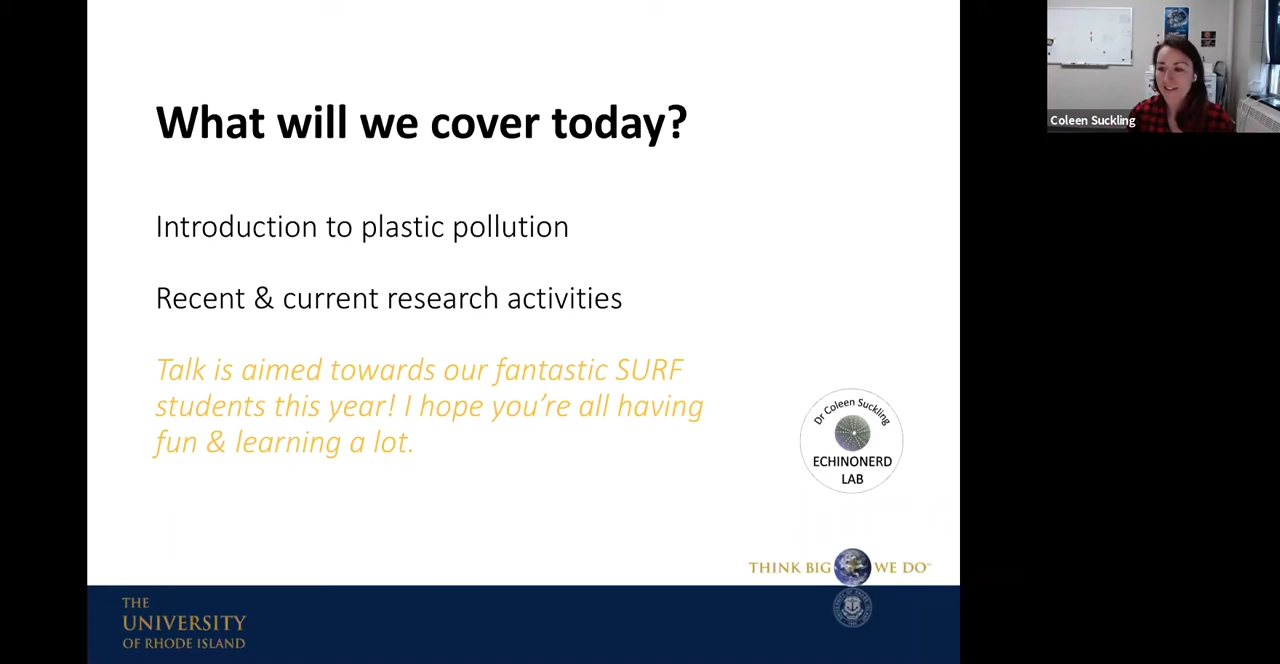 What will we cover today?
Coleen Suckling
Introduction to plastic pollution
Recent & current research activities
Talk is aimed towards our fantastic SURF
students this year! I hope you’re all having
fun & learning a lot.
Dr Coleen Suckling
ECHINONERD
LAB
THINK BIG WE DO
THE
UNIVERSITY
OF RHODE ISLAND